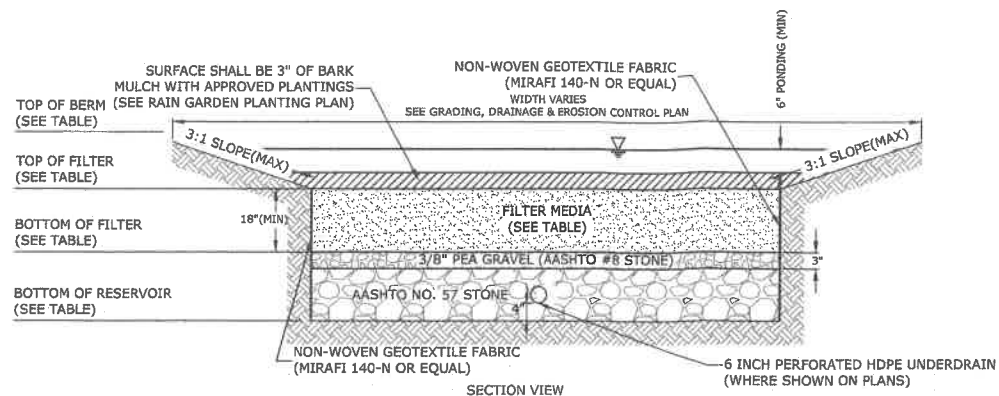 SURFACE SHALL BE 3" OF BARK
MULCH WITH APPROVED PLANTINGS
(SEE RAIN GARDEN PLANTING PLAN)
NON-WOVEN GEOTEXTILE FABRIC
(MIRAFI 140-N OR EQUAL)
WIDTH VARIES
SEE GRADING, DRAINAGE & EROSION CONTROL PLAN
6" PONDING (MIN)
TOP OF BERM
(SEE TABLE)
3:1 SLOPE(MAX)
3:1 SLOPE(MAX)
TOP OF FILTER
(SEE TABLE)
18"(MIN)
FILTER MEDIA
(SEE TABLE)
BOTTOM OF FILTER
(SEE TABLE)
3/8" PEA GRAVEL (AASHTO #8 STONE)
3"
BOTTOM OF RESERVOIR
(SEE TABLE)
AASHTO NO. 57 STONE
4"
NON-WOVEN GEOTEXTILE FABRIC
(MIRAFI 140-N OR EQUAL)
6 INCH PERFORATED HDPE UNDERDRAIN
(WHERE SHOWN ON PLANS)
SECTION VIEW